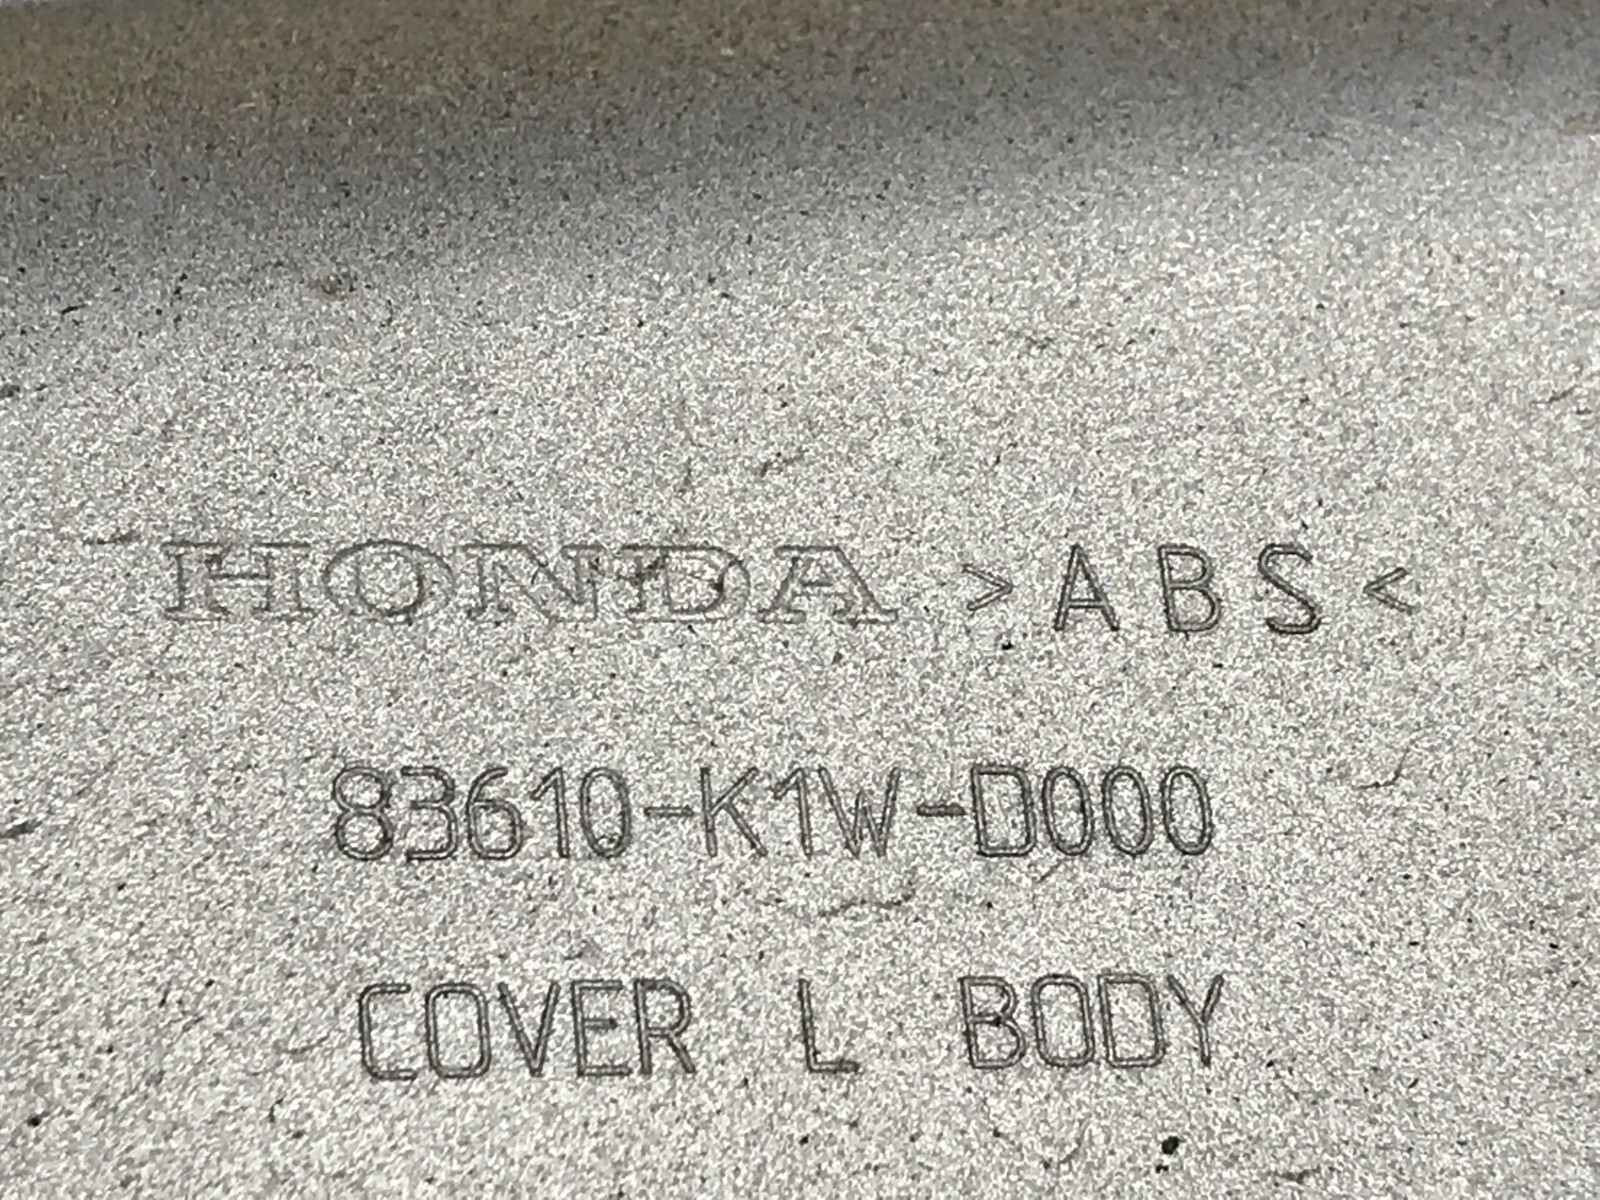 HONDA >ABS<
83610-K1W-D000
COVER L BODY